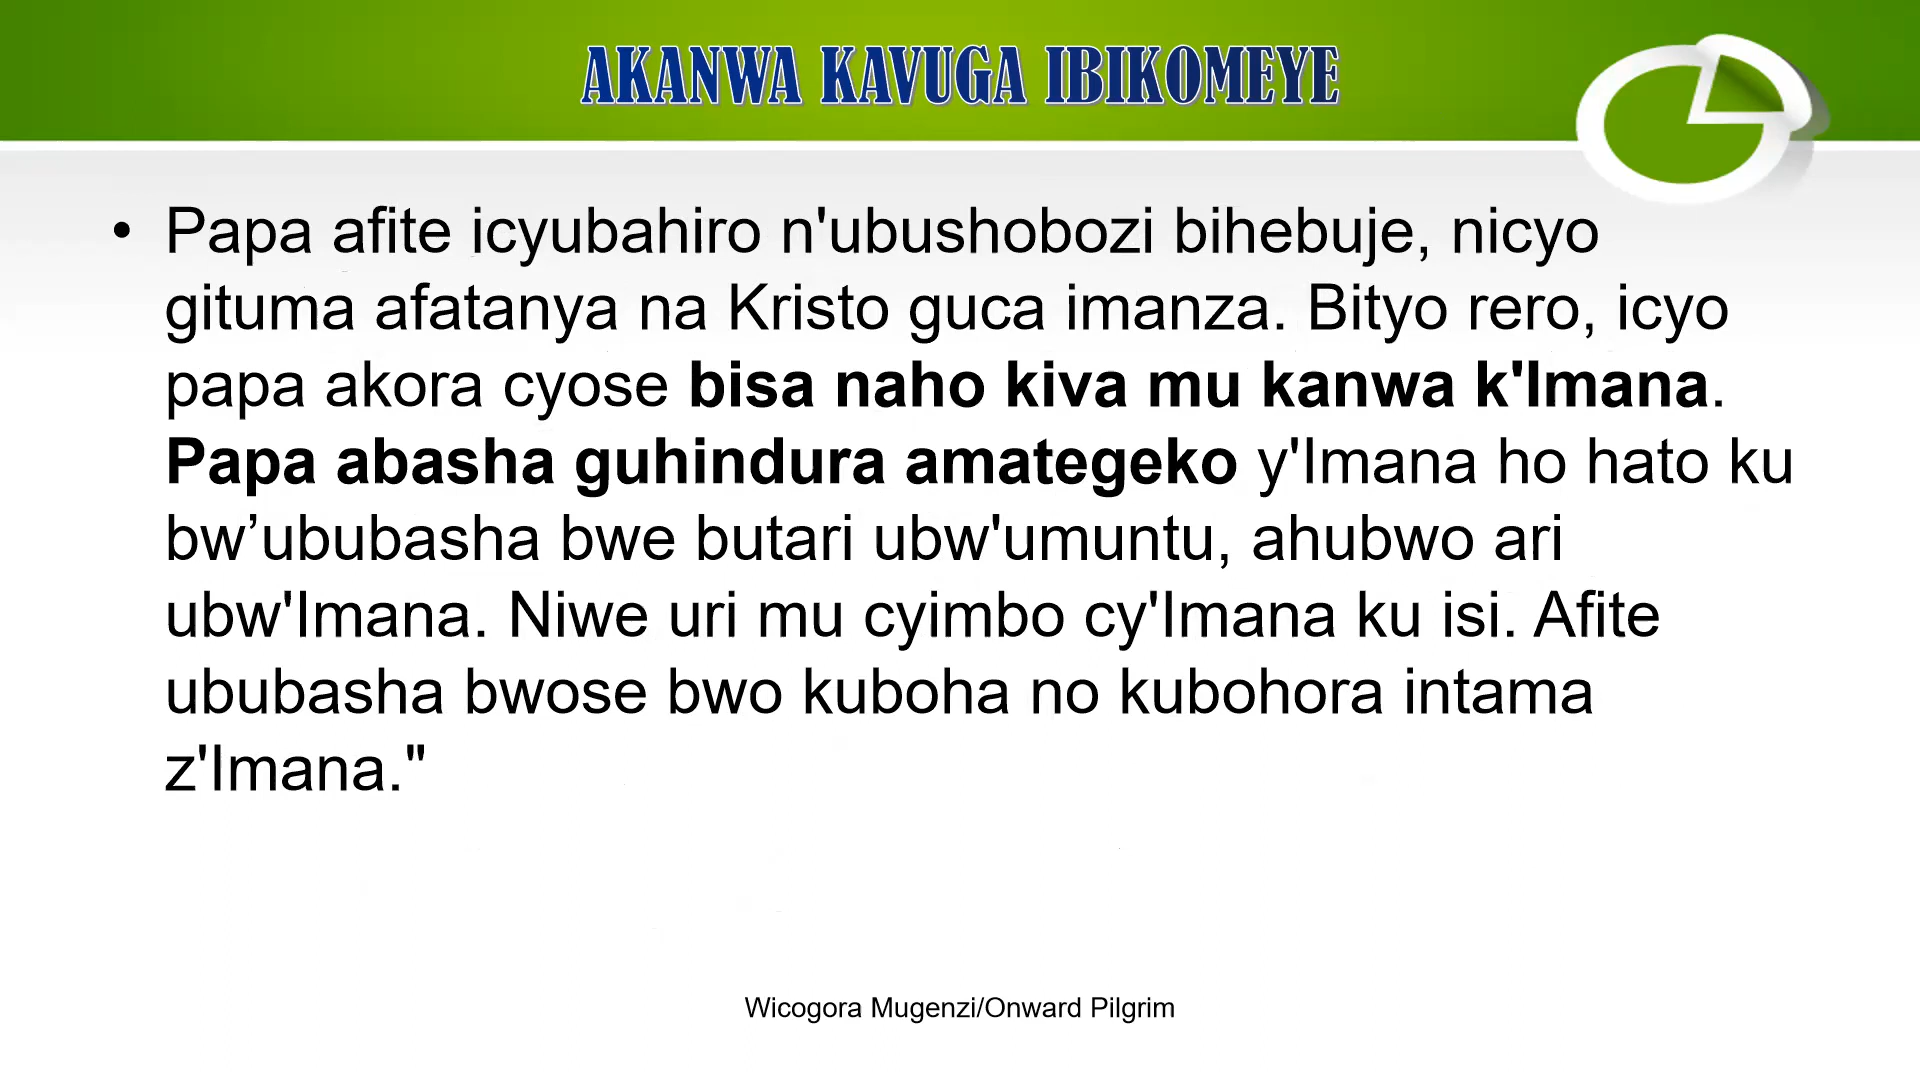 AKANWA KAVUGA IBIKOMEYE
• Papa afite icyubahiro n'ubushobozi bihebuje, nicyo
gituma afatanya na Kristo guca imanza. Bityo rero, icyo
papa akora cyose bisa naho kiva mu kanwa k'Imana.
Papa abasha guhindura amategeko y'Imana ho hato ku
bw’ububasha bwe butari ubw'umuntu, ahubwo ari
ubw'Imana. Niwe uri mu cyimbo cy'Imana ku isi. Afite
ububasha bwose bwo kuboha no kubohora intama
z'Imana."
Wicogora Mugenzi/Onward Pilgrim